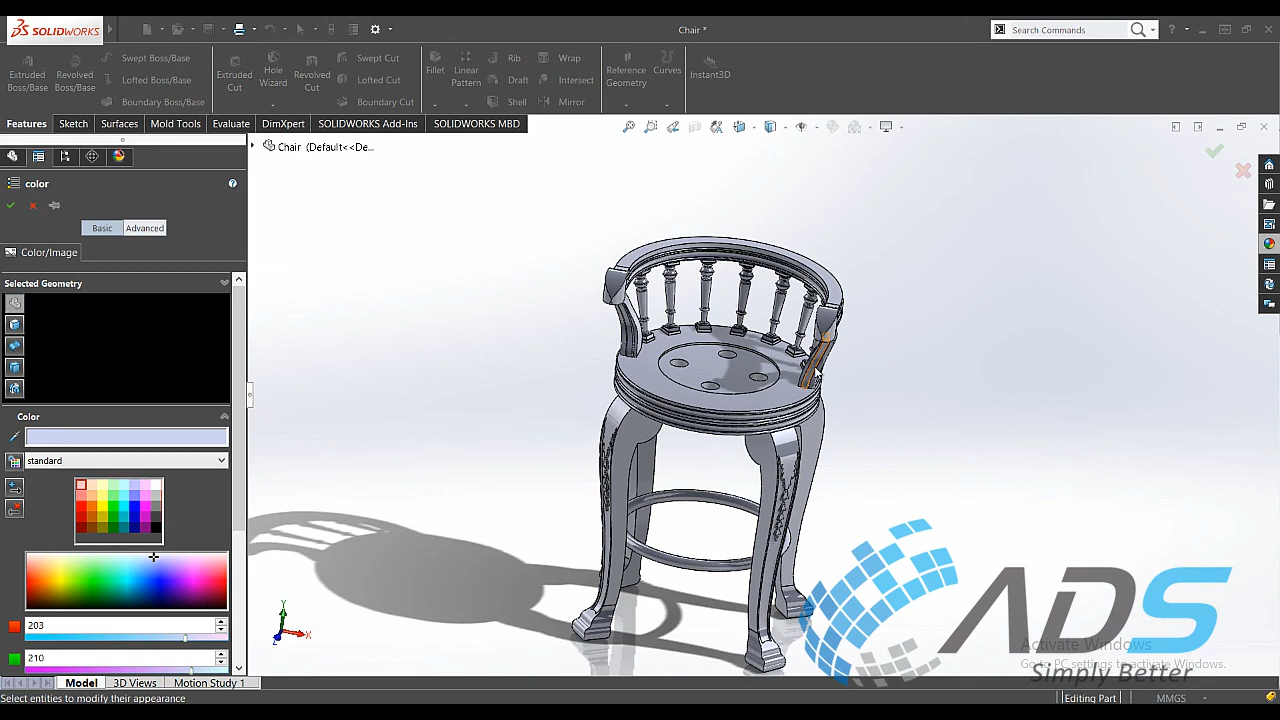 SOLIDWORKS
Chair *
Search Commands
?
Extruded Boss/Base
Revolved Boss/Base
Swept Boss/Base
Lofted Boss/Base
Boundary Boss/Base
Extruded Cut
Hole Wizard
Revolved Cut
Swept Cut
Lofted Cut
Boundary Cut
Fillet
Linear Pattern
Rib
Draft
Shell
Wrap
Intersect
Mirror
Reference Geometry
Curves
Instant3D
Features
Sketch
Surfaces
Mold Tools
Evaluate
DimXpert
SOLIDWORKS Add-Ins
SOLIDWORKS MBD
Chair (Default<<De...
color
?
Basic
Advanced
Color/Image
Selected Geometry
Color
standard
203
210
Y
X
Z
ADS
Simply Better
Activate Windows
Go to PC settings to activate Windows.
Model
3D Views
Motion Study 1
Select entities to modify their appearance
Editing Part
MMGS